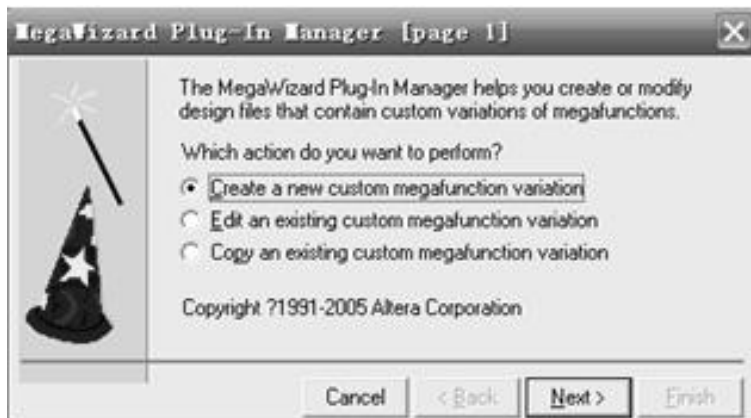 MegaWizard Plug-In Manager [page 1]
The MegaWizard Plug-In Manager helps you create or modify
design files that contain custom variations of megafunctions.
Which action do you want to perform?
Create a new custom megafunction variation
Edit an existing custom megafunction variation
Copy an existing custom megafunction variation
Copyright ?1991-2005 Altera Corporation
Cancel
< Back
Next >
Finish